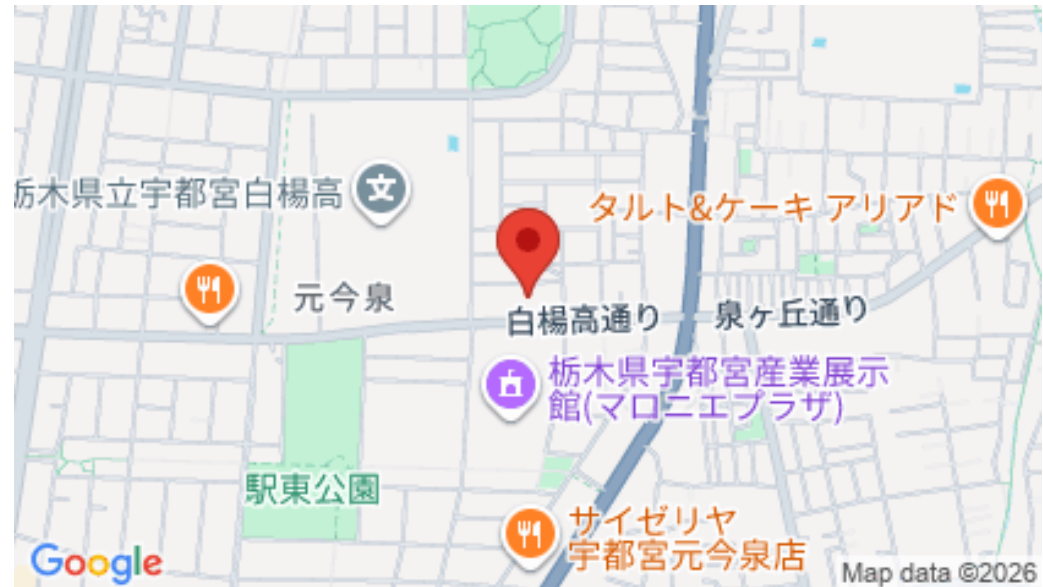 栃木県立宇都宮白楊高
文
タルト&ケーキ アリアド
元今泉
白楊高通り
泉ヶ丘通り
栃木県宇都宮産業展示
館(マロニエプラザ)
駅東公園
サイゼリヤ
宇都宮元今泉店
Google
Map data ©2026